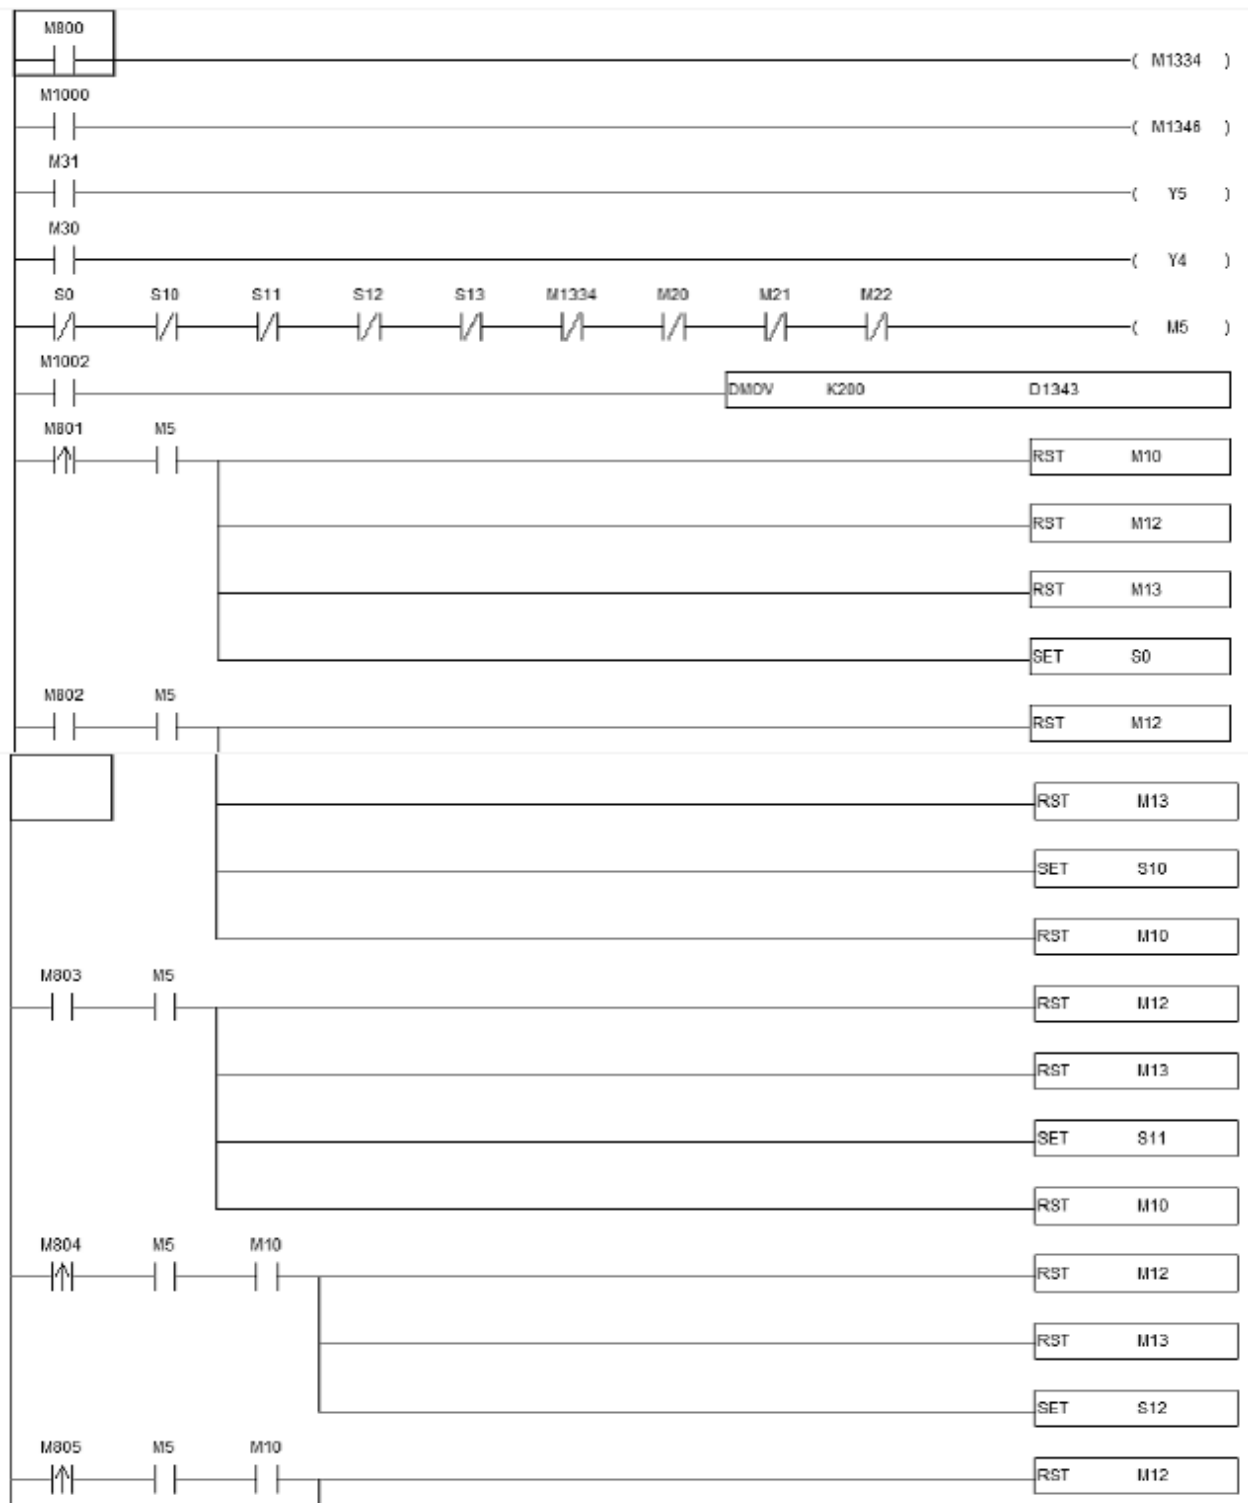 M800
( M1334 )
M1000
( M1346 )
M31
( Y5 )
M30
( Y4 )
S0 S10 S11 S12 S13 M1334 M20 M21 M22
( M5 )
M1002
DMOV K200 D1343
M801 M5
RST M10
RST M12
RST M13
SET S0
M802 M5
RST M12
RST M13
SET S10
RST M10
M803 M5
RST M12
RST M13
SET S11
RST M10
M804 M5 M10
RST M12
RST M13
SET S12
M805 M5 M10
RST M12